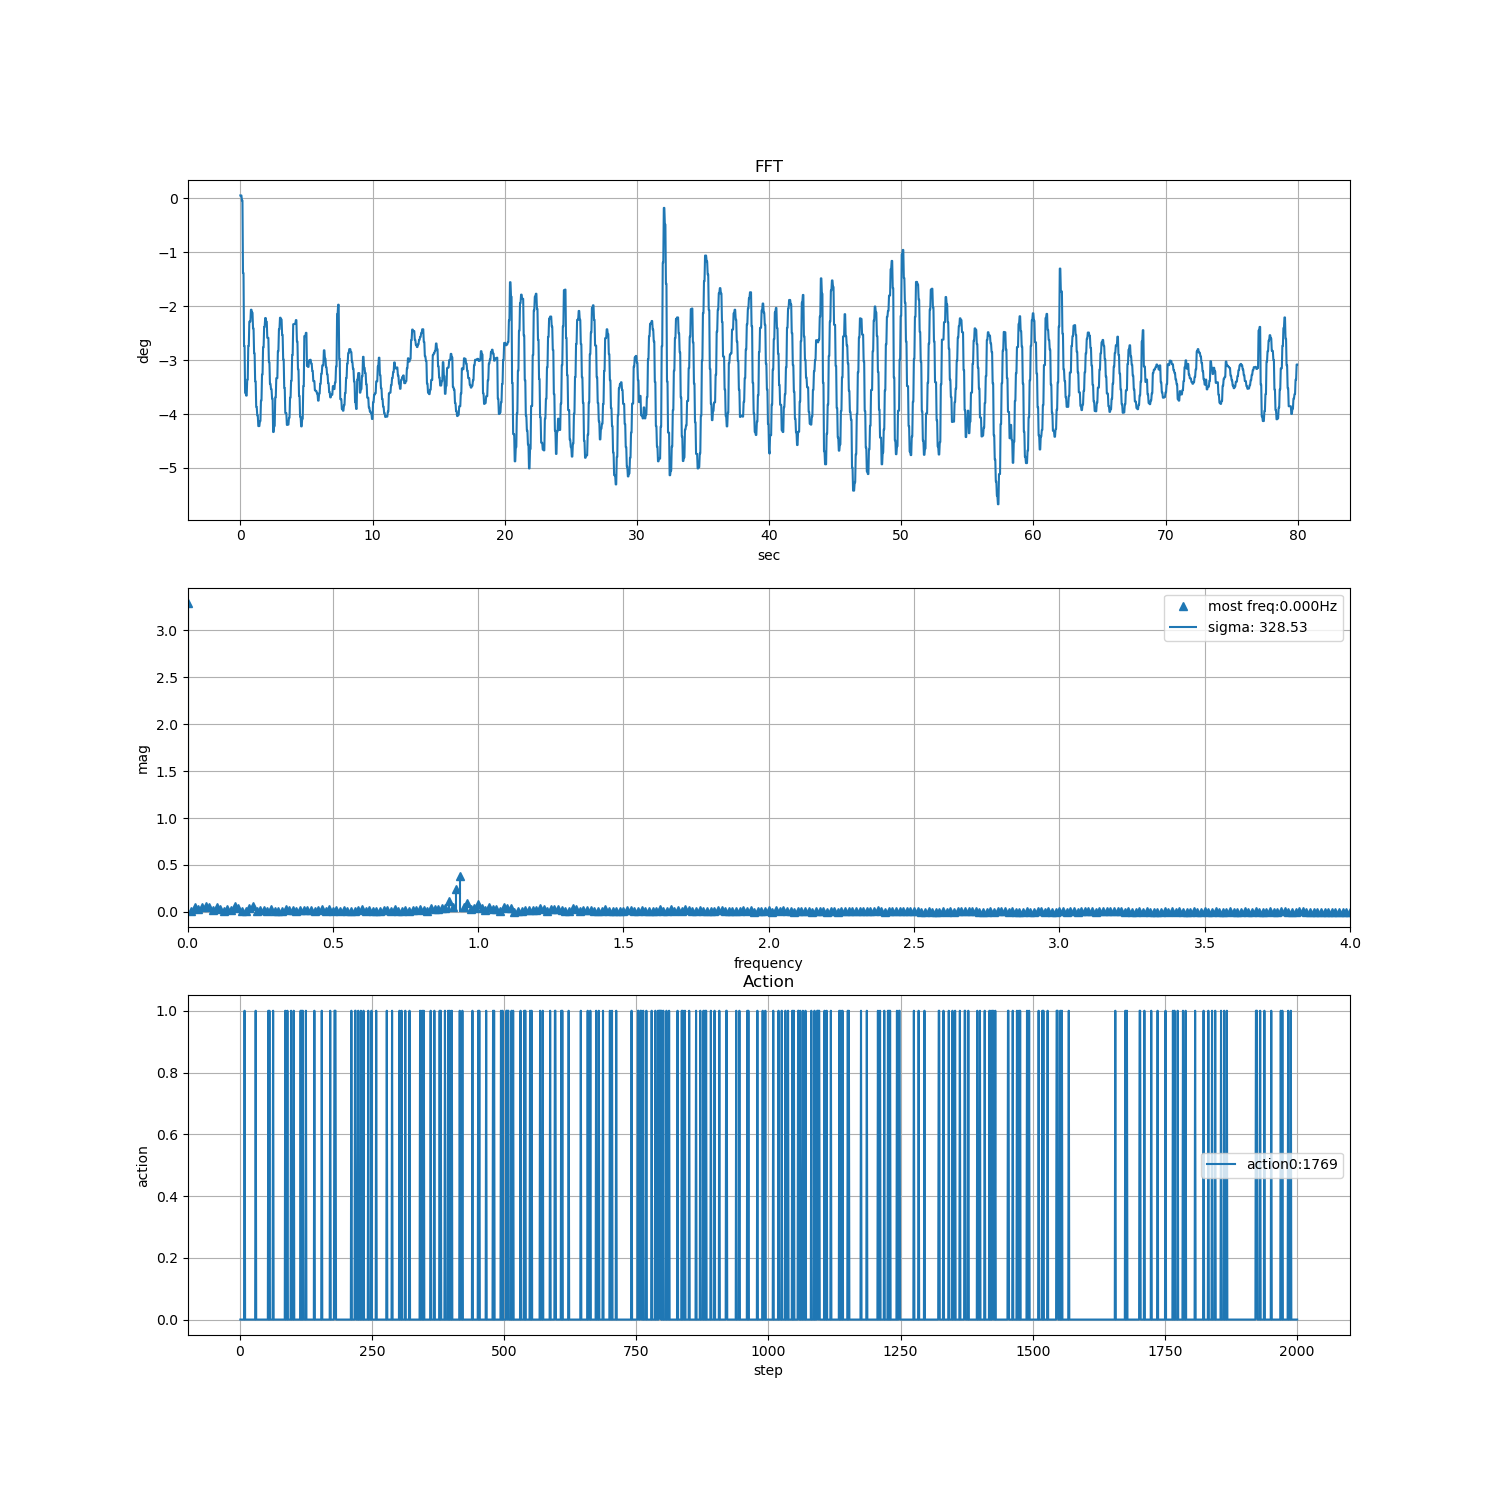 FFT
0
−1
−2
−3
−4
−5
deg
0 10 20 30 40 50 60 70 80
sec
most freq:0.000Hz
sigma: 328.53
3.0
2.5
2.0
1.5
1.0
0.5
0.0
mag
0.0 0.5 1.0 1.5 2.0 2.5 3.0 3.5 4.0
frequency
Action
1.0
0.8
0.6
0.4
0.2
0.0
action
action0:1769
0 250 500 750 1000 1250 1500 1750 2000
step